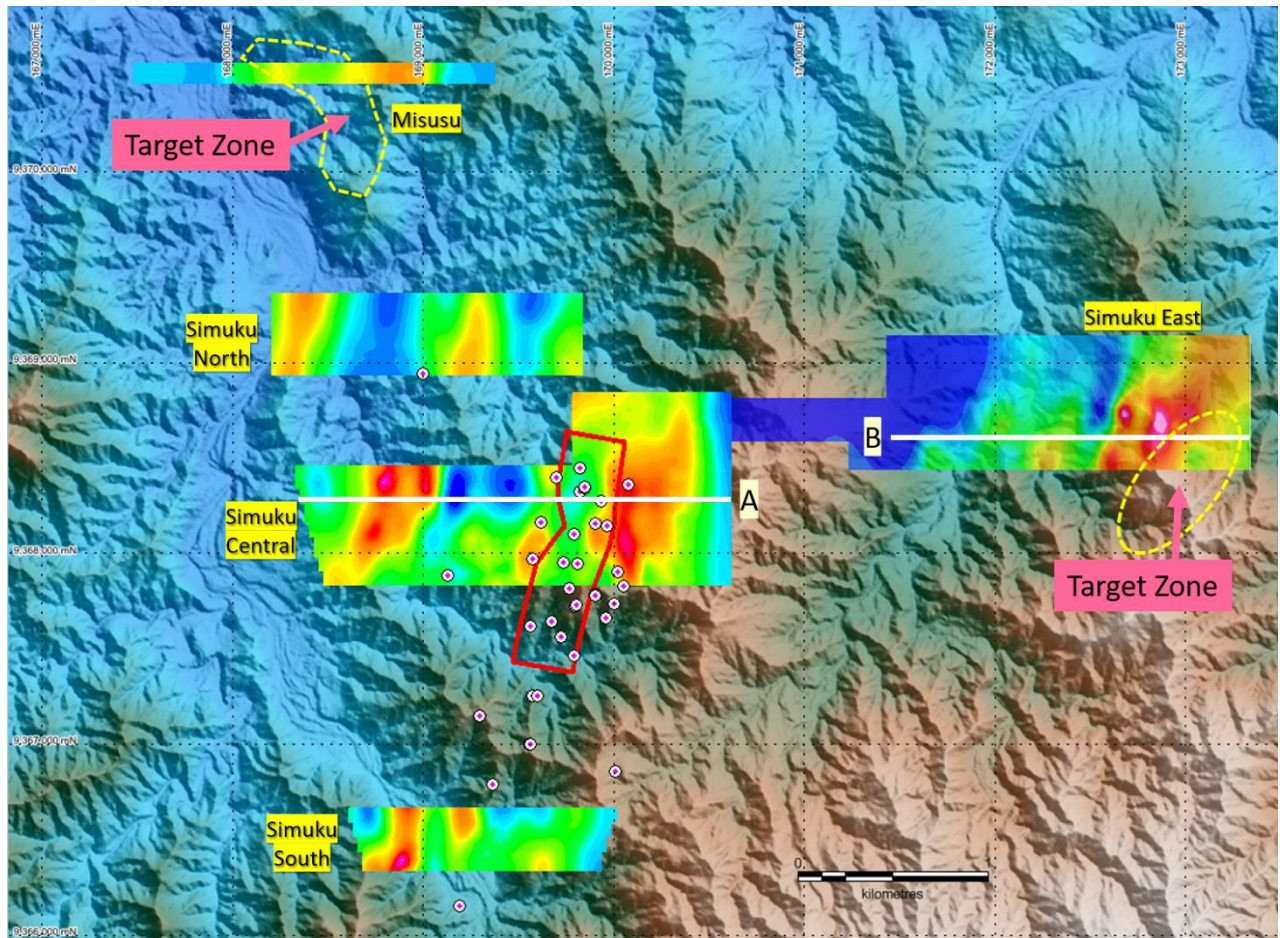 167,000 mE
168,000 mE
169,000 mE
170,000 mE
171,000 mE
172,000 mE
173,000 mE
Misusu
Target Zone
9,370,000 mN
Simuku East
Simuku
North
9,369,000 mN
B
A
Simuku
Central
9,368,000 mN
Target Zone
9,367,000 mN
Simuku
South
0
1
kilometres
9,366,000 mN